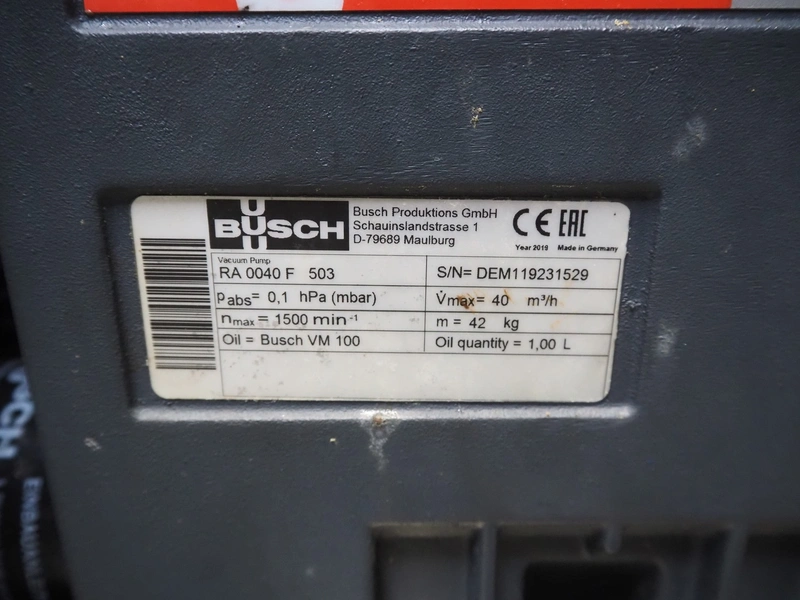 BUSCH
Busch Produktions GmbH
Schauinslandstrasse 1
D-79689 Maulburg
CE EAC
Year 2019 Made in Germany
Vacuum Pump
RA 0040 F 503
S/N= DEM119231529
pabs= 0,1 hPa (mbar)
V̇max= 40 m³/h
nmax = 1500 min⁻¹
m = 42 kg
Oil = Busch VM 100
Oil quantity = 1,00 L